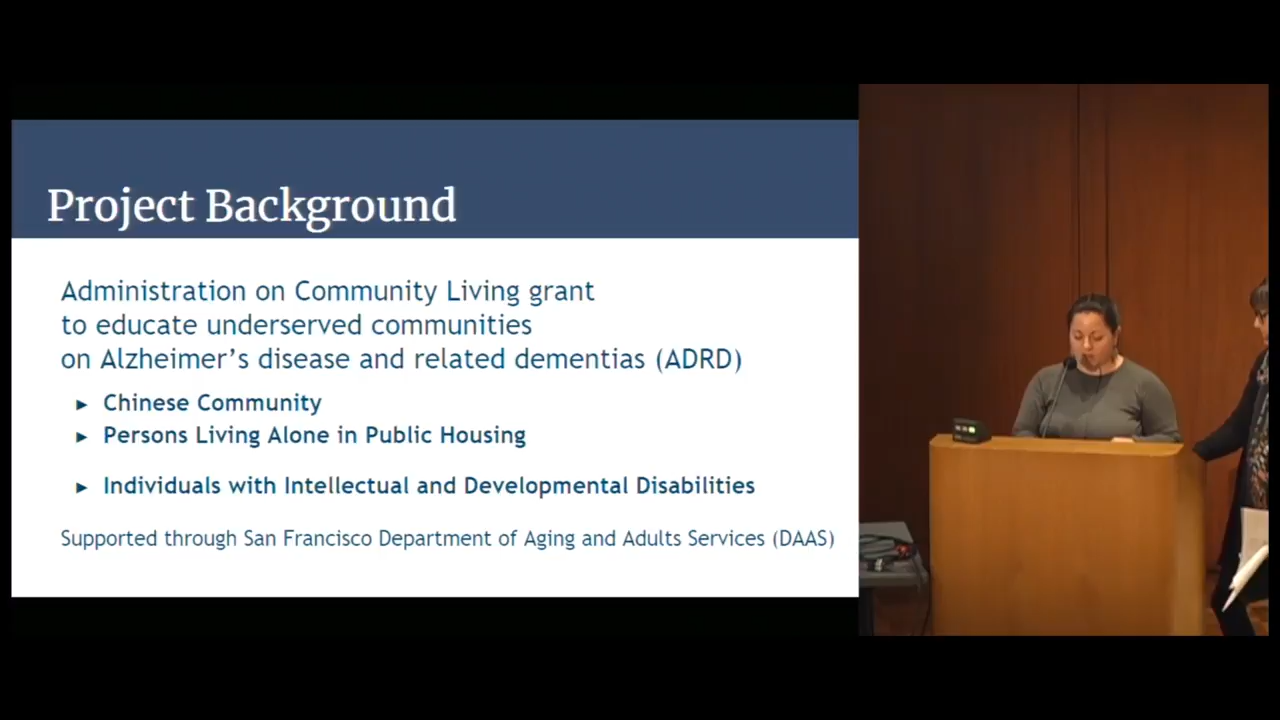 Project Background
Administration on Community Living grant
to educate underserved communities
on Alzheimer's disease and related dementias (ADRD)
► Chinese Community
► Persons Living Alone in Public Housing
► Individuals with Intellectual and Developmental Disabilities
Supported through San Francisco Department of Aging and Adults Services (DAAS)